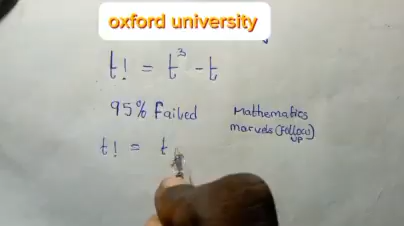 oxford university
t! = t³ - t
95% Failed
Mathematics
marvels (follow)
UP
t! = t